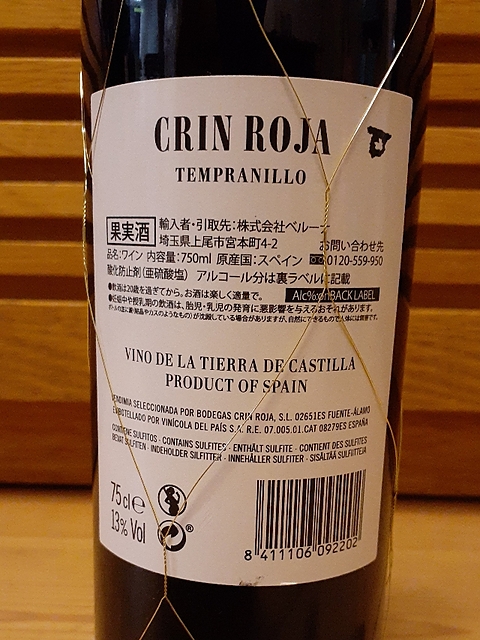 CRIN ROJA
TEMPRANILLO
果実酒
輸入者・引取先：株式会社ベルーナ
埼玉県上尾市宮本町4-2
お問い合わせ先
品名:ワイン 内容量:750ml 原産国:スペイン 0120-559-950
酸化防止剤(亜硫酸塩) アルコール分は裏ラベルに記載
●飲酒は20歳を過ぎてから。お酒は楽しく適量で。 Alc%:on BACK LABEL
●妊娠中や授乳期の飲酒は、胎児・乳児の発育に悪影響を与えるおそれがあります。
VINO DE LA TIERRA DE CASTILLA
PRODUCT OF SPAIN
VENDIMIA SELECCIONADA POR BODEGAS CRIN ROJA, S.L. 02651ES FUENTE-ÁLAMO
EMBOTELLADO POR VINÍCOLA DEL PAÍS S.A. R.E. 07.005.01.CAT 08279ES ESPAÑA
CONTIENE SULFITOS - CONTAINS SULFITES - ENTHÄLT SULFITE - CONTIENT DES SULFITES
BEVAT SULFITEN - INDEHOLDER SULFITTER - INNEHÅLLER SULFITER - SISÄLTÄÄ SULFIITTEJA
75 cl e
13% Vol
®
8 411106 092202